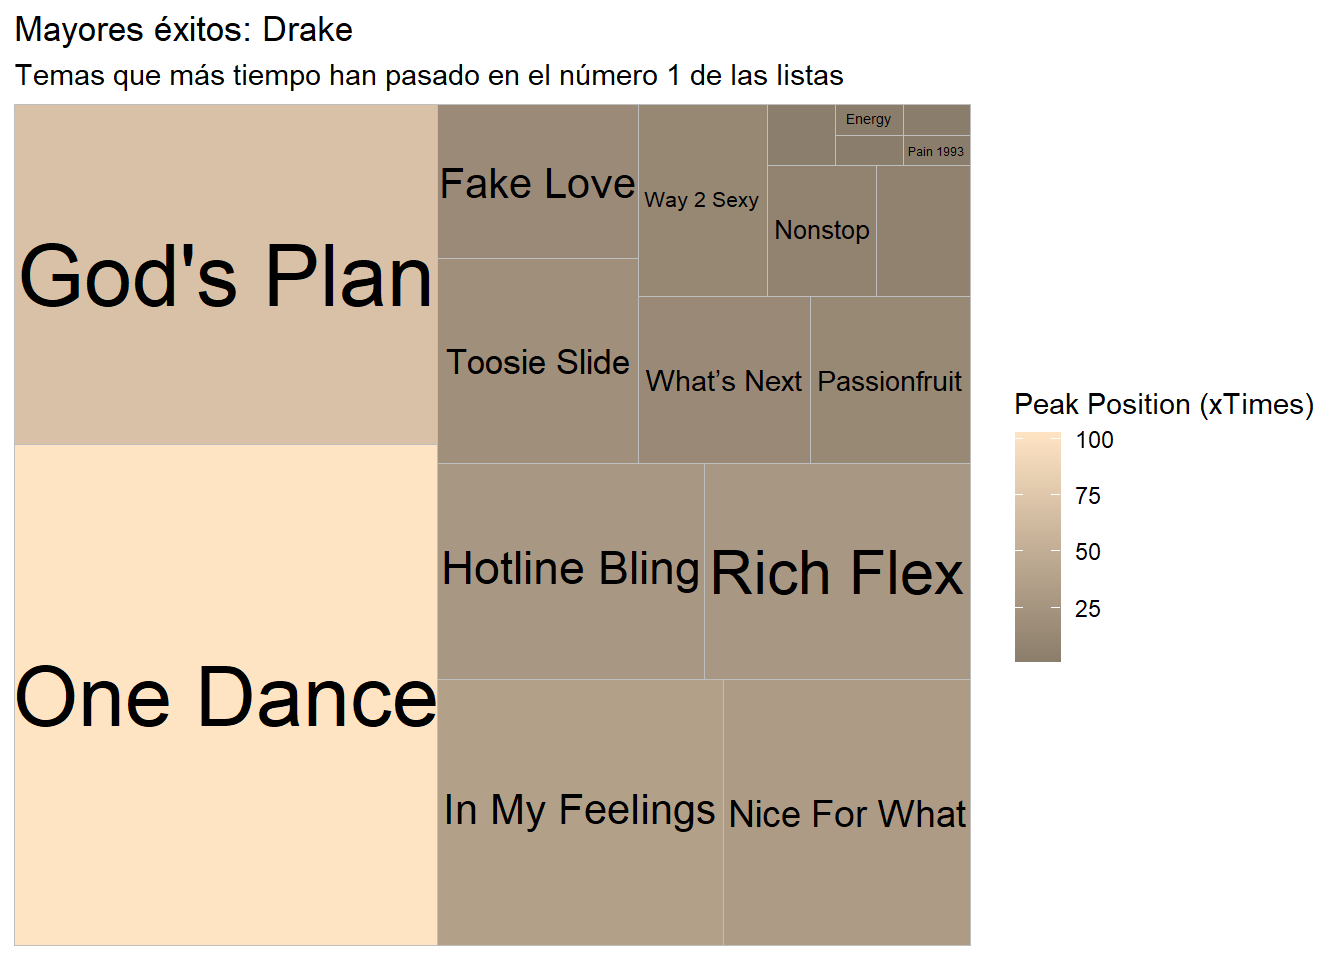 Mayores éxitos: Drake
Temas que más tiempo han pasado en el número 1 de las listas
God's Plan
One Dance
Fake Love
Toosie Slide
Way 2 Sexy
Energy
Pain 1993
Nonstop
What’s Next
Passionfruit
Hotline Bling
Rich Flex
In My Feelings
Nice For What
Peak Position (xTimes)
100
75
50
25